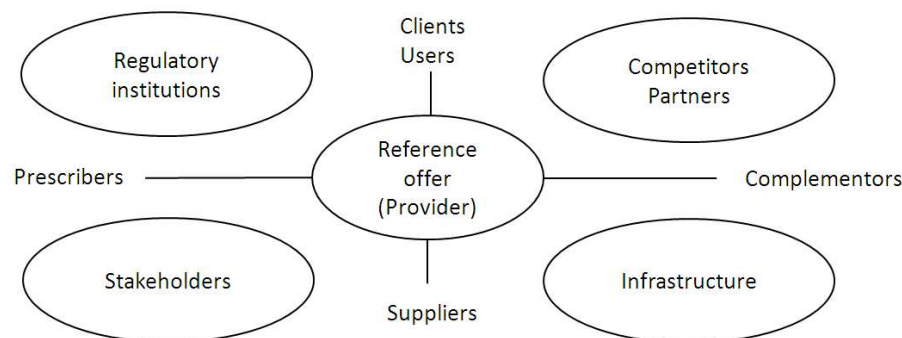 Clients
Users
Regulatory
institutions
Competitors
Partners
Reference
offer
(Provider)
Prescribers
Complementors
Stakeholders
Infrastructure
Suppliers